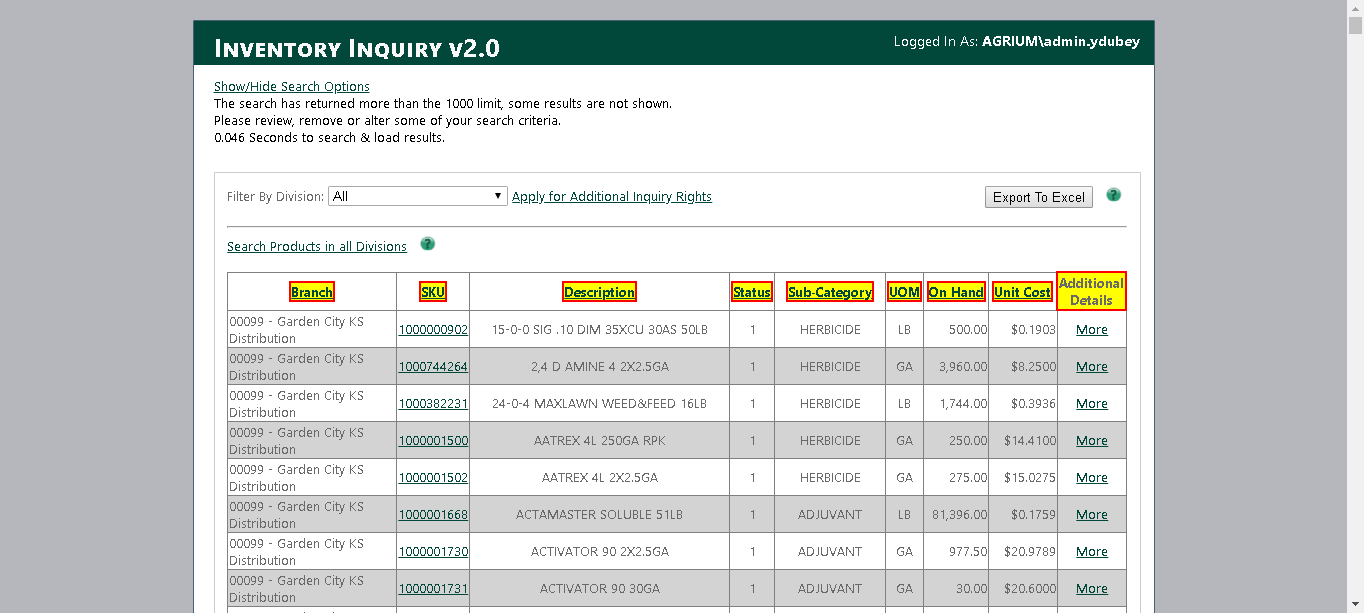 Inventory Inquiry v2.0
Logged In As: AGRIUM\admin.ydubey
Show/Hide Search Options
The search has returned more than the 1000 limit, some results are not shown.
Please review, remove or alter some of your search criteria.
0.046 Seconds to search & load results.
Filter By Division: All Apply for Additional Inquiry Rights Export To Excel ?
Search Products in all Divisions ?
Branch SKU Description Status Sub-Category UOM On Hand Unit Cost Additional
Details
00099 - Garden City KS
Distribution 1000000902 15-0-0 SIG .10 DIM 35XCU 30AS 50LB 1 HERBICIDE LB 500.00 $0.1903 More
00099 - Garden City KS
Distribution 1000744264 2,4 D AMINE 4 2X2.5GA 1 HERBICIDE GA 3,960.00 $8.2500 More
00099 - Garden City KS
Distribution 1000382231 24-0-4 MAXLAWN WEED&FEED 16LB 1 HERBICIDE LB 1,744.00 $0.3936 More
00099 - Garden City KS
Distribution 1000001500 AATREX 4L 250GA RPK 1 HERBICIDE GA 250.00 $14.4100 More
00099 - Garden City KS
Distribution 1000001502 AATREX 4L 2X2.5GA 1 HERBICIDE GA 275.00 $15.0275 More
00099 - Garden City KS
Distribution 1000001668 ACTAMASTER SOLUBLE 51LB 1 ADJUVANT LB 81,396.00 $0.1759 More
00099 - Garden City KS
Distribution 1000001730 ACTIVATOR 90 2X2.5GA 1 ADJUVANT GA 977.50 $20.9789 More
00099 - Garden City KS
Distribution 1000001731 ACTIVATOR 90 30GA 1 ADJUVANT GA 30.00 $20.6000 More